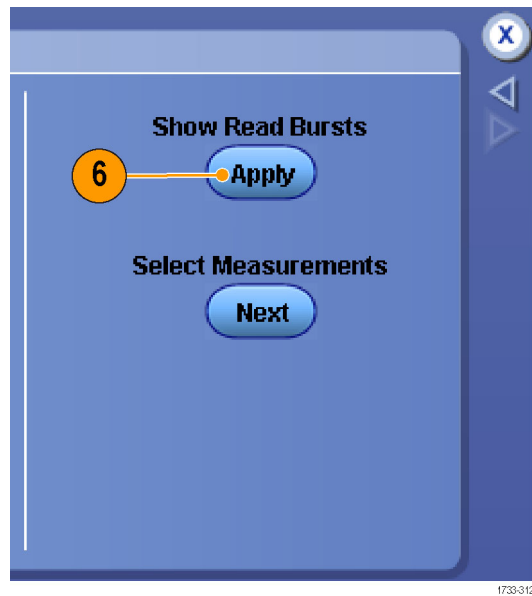 X
Show Read Bursts
6
Apply
Select Measurements
Next
1733-312